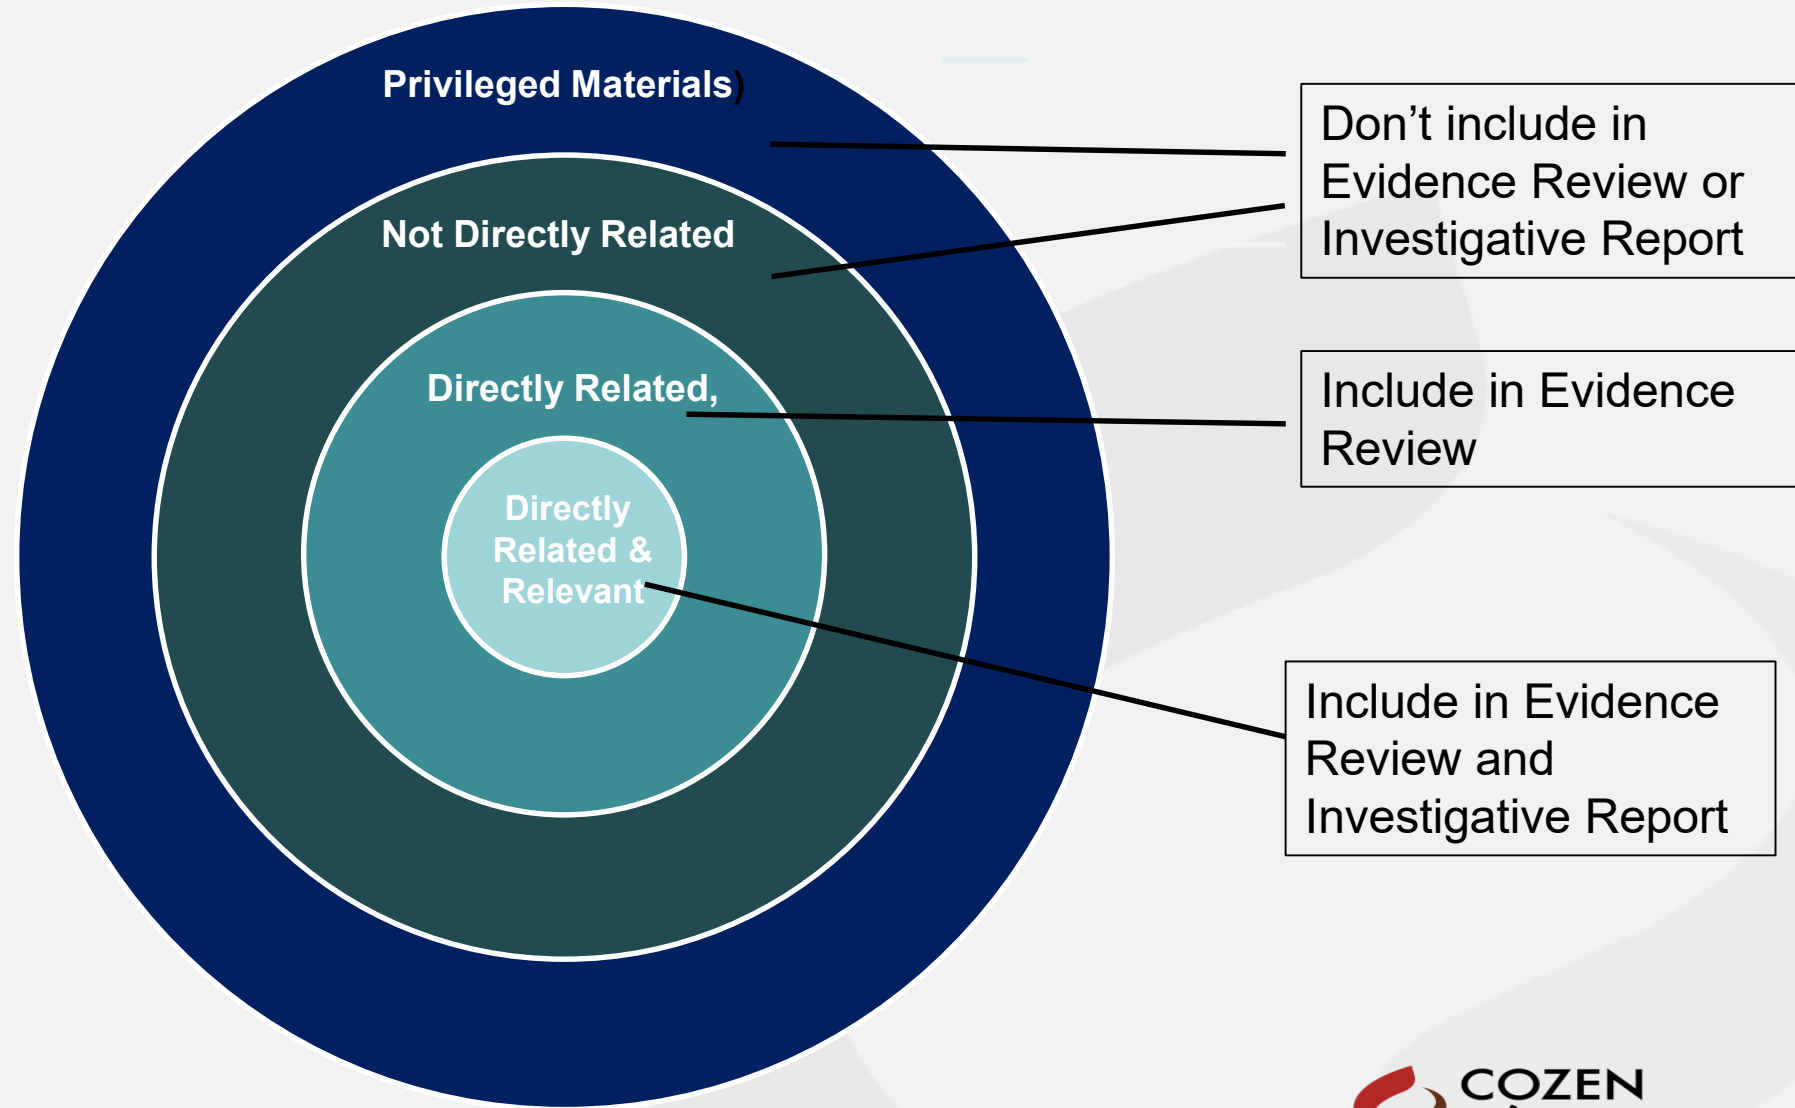 Privileged Materials)
Not Directly Related
Directly Related,
Directly
Related &
Relevant
Don’t include in
Evidence Review or
Investigative Report
Include in Evidence
Review
Include in Evidence
Review and
Investigative Report
COZEN